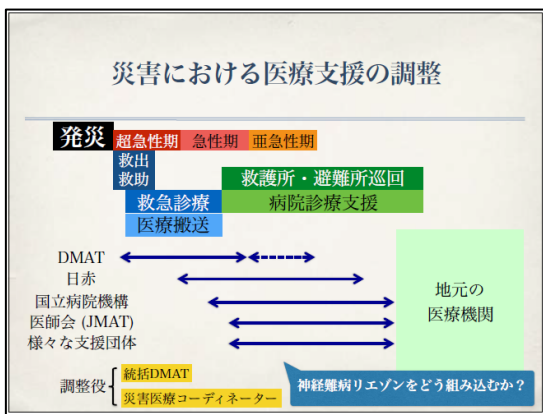 災害における医療支援の調整
発災 超急性期 急性期 亜急性期
救出
救助
救護所・避難所巡回
救急診療 病院診療支援
医療搬送
DMAT
日赤
国立病院機構
医師会 (JMAT)
様々な支援団体
地元の
医療機関
調整役
統括DMAT
災害医療コーディネーター
神経難病リエゾンをどう組み込むか？